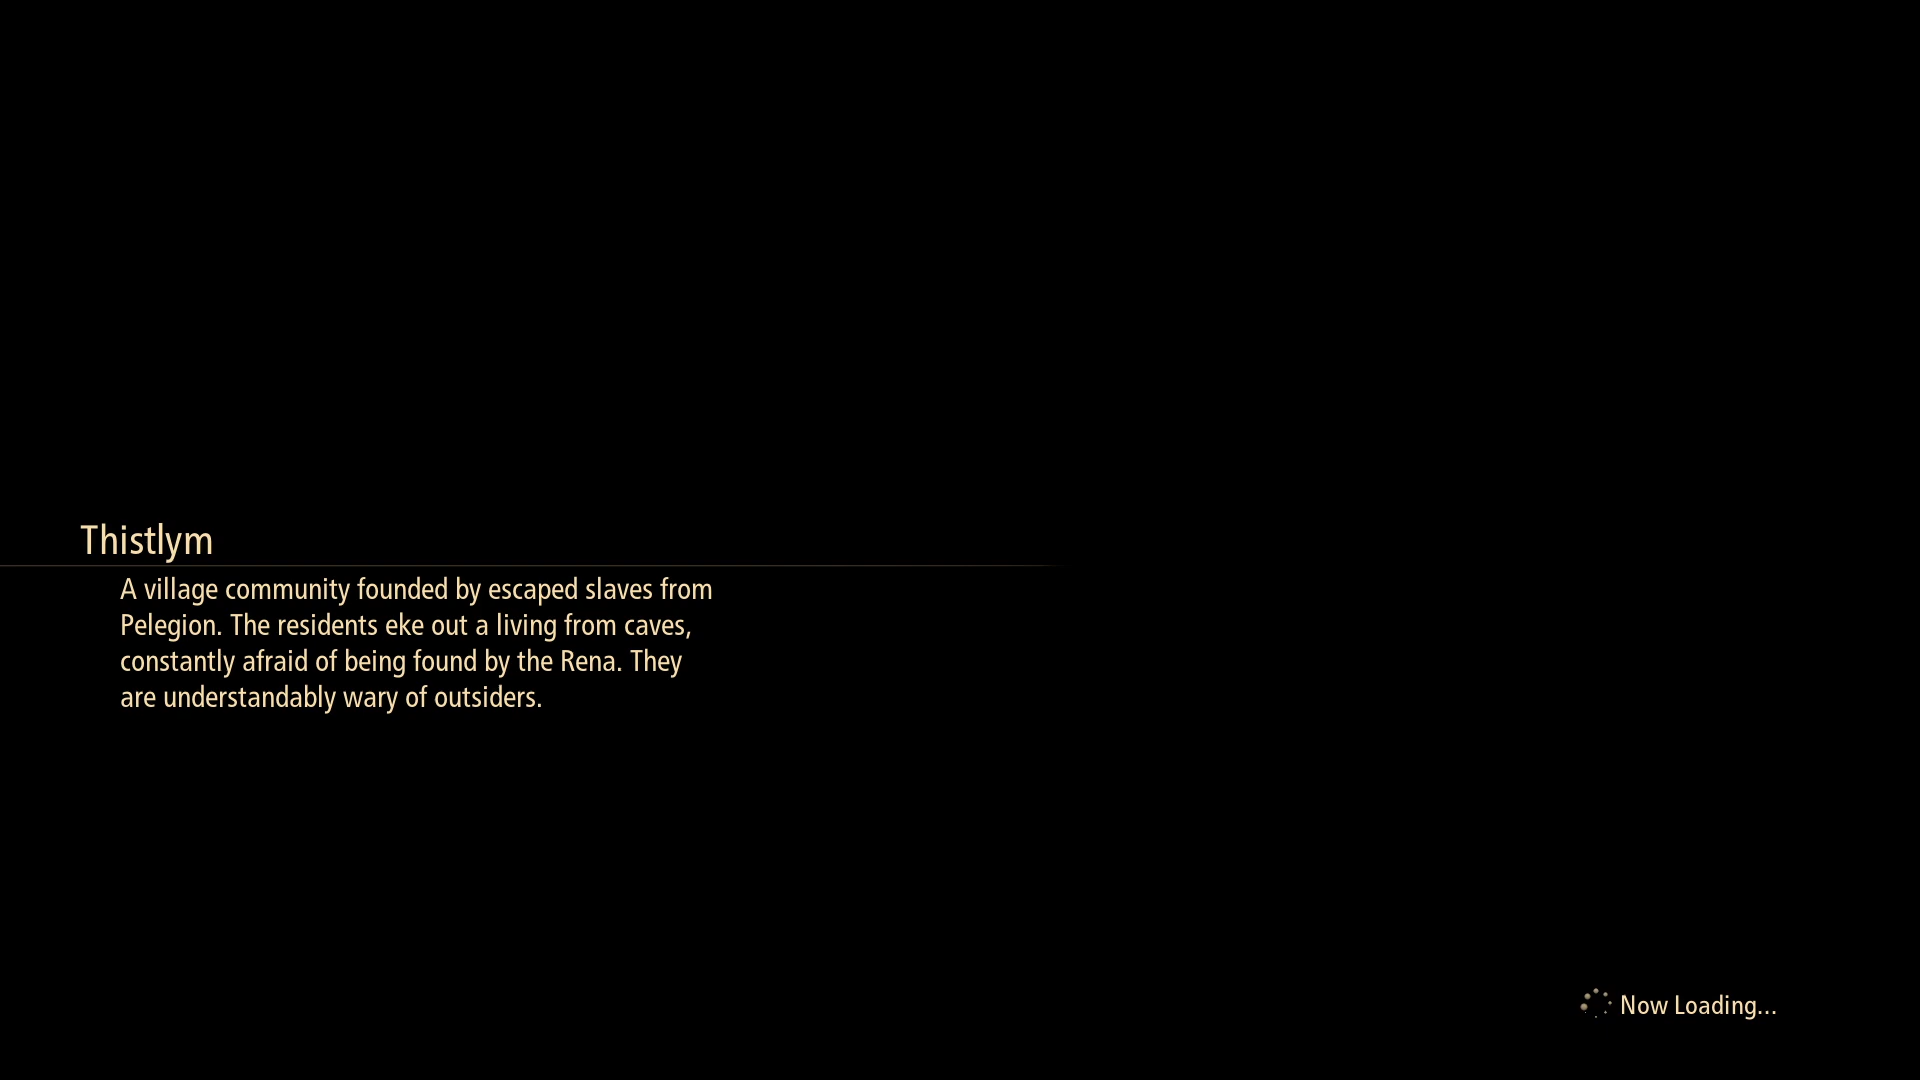 Thistlym
A village community founded by escaped slaves from
Pelegion. The residents eke out a living from caves,
constantly afraid of being found by the Rena. They
are understandably wary of outsiders.
Now Loading...